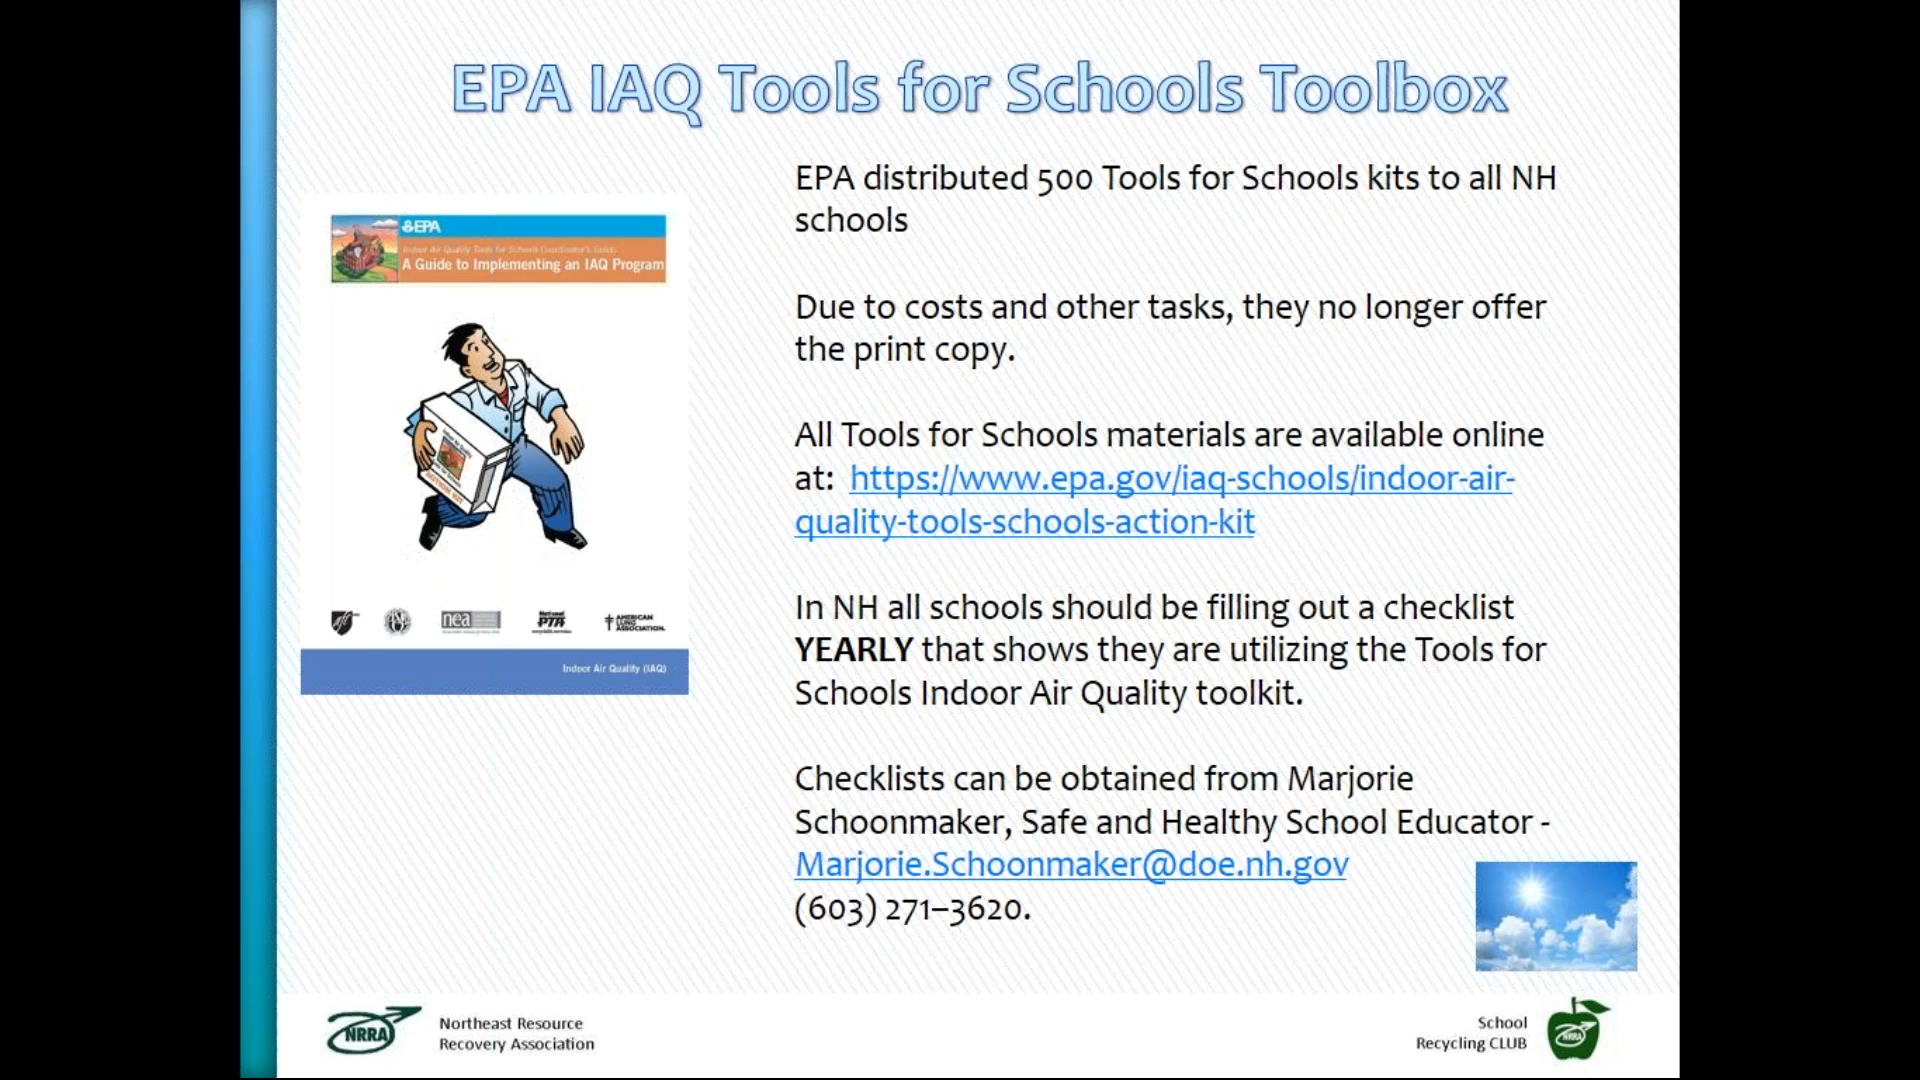 EPA IAQ Tools for Schools Toolbox
EPA distributed 500 Tools for Schools kits to all NH
schools
Due to costs and other tasks, they no longer offer
the print copy.
All Tools for Schools materials are available online
at: https://www.epa.gov/iaq-schools/indoor-air-
quality-tools-schools-action-kit
In NH all schools should be filling out a checklist
YEARLY that shows they are utilizing the Tools for
Schools Indoor Air Quality toolkit.
Checklists can be obtained from Marjorie
Schoonmaker, Safe and Healthy School Educator -
Marjorie.Schoonmaker@doe.nh.gov
(603) 271–3620.
EPA
Indoor Air Quality Tools for Schools Coordinator's Guide
A Guide to Implementing an IAQ Program
nea
National
PTA
AMERICAN
LUNG
ASSOCIATION.
Indoor Air Quality (IAQ)
NRRA
Northeast Resource
Recovery Association
School
Recycling CLUB
NRRA